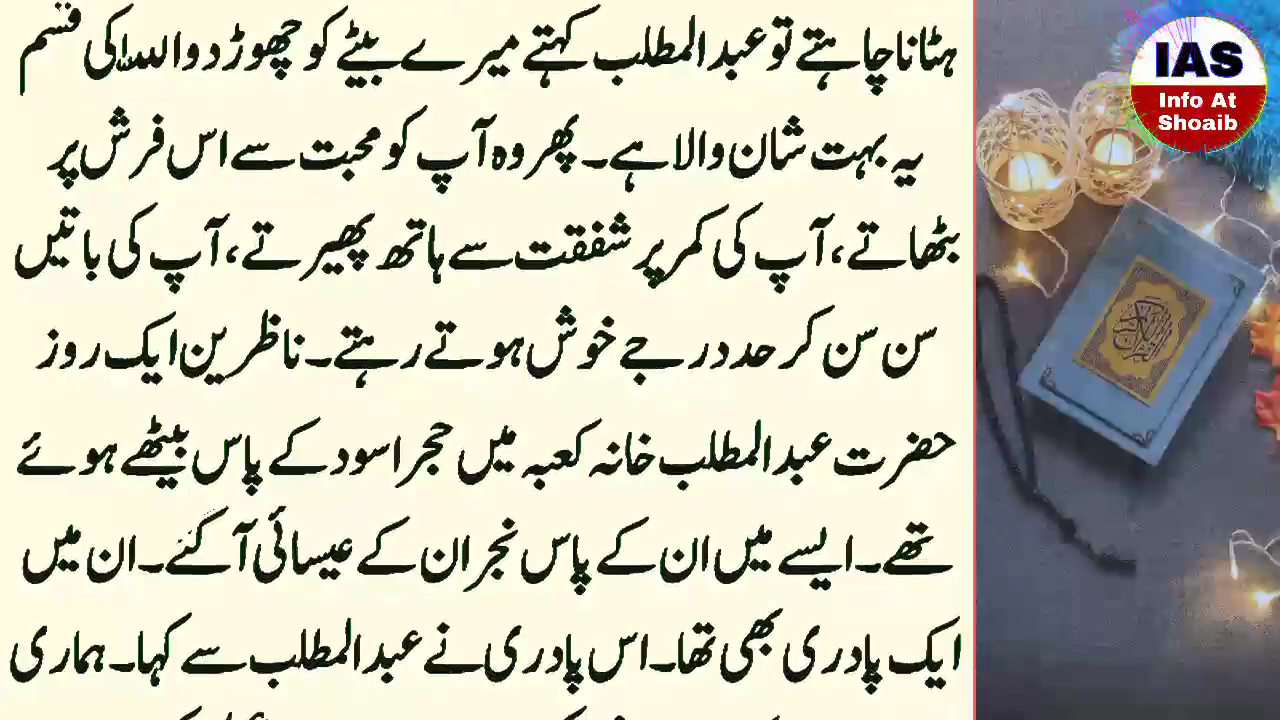 ہٹانا چاہتے تو عبدالمطلب کہتے میرے بیٹے کو چھوڑ دو واللہ کی قسم
یہ بہت شان والا ہے۔ پھر وہ آپ کو محبت سے اس فرش پر
بٹھاتے، آپ کی کمر پر شفقت سے ہاتھ پھیرتے، آپ کی باتیں
سن سن کر حد درجے خوش ہوتے رہتے۔ ناظرین ایک روز
حضرت عبدالمطلب خانہ کعبہ میں حجر اسود کے پاس بیٹھے ہوئے
تھے۔ ایسے میں ان کے پاس نجران کے عیسائی آ گئے۔ ان میں
ایک پادری بھی تھا۔ اس پادری نے عبدالمطلب سے کہا۔ ہماری
IAS
Info At
Shoaib
القرآن الكريم